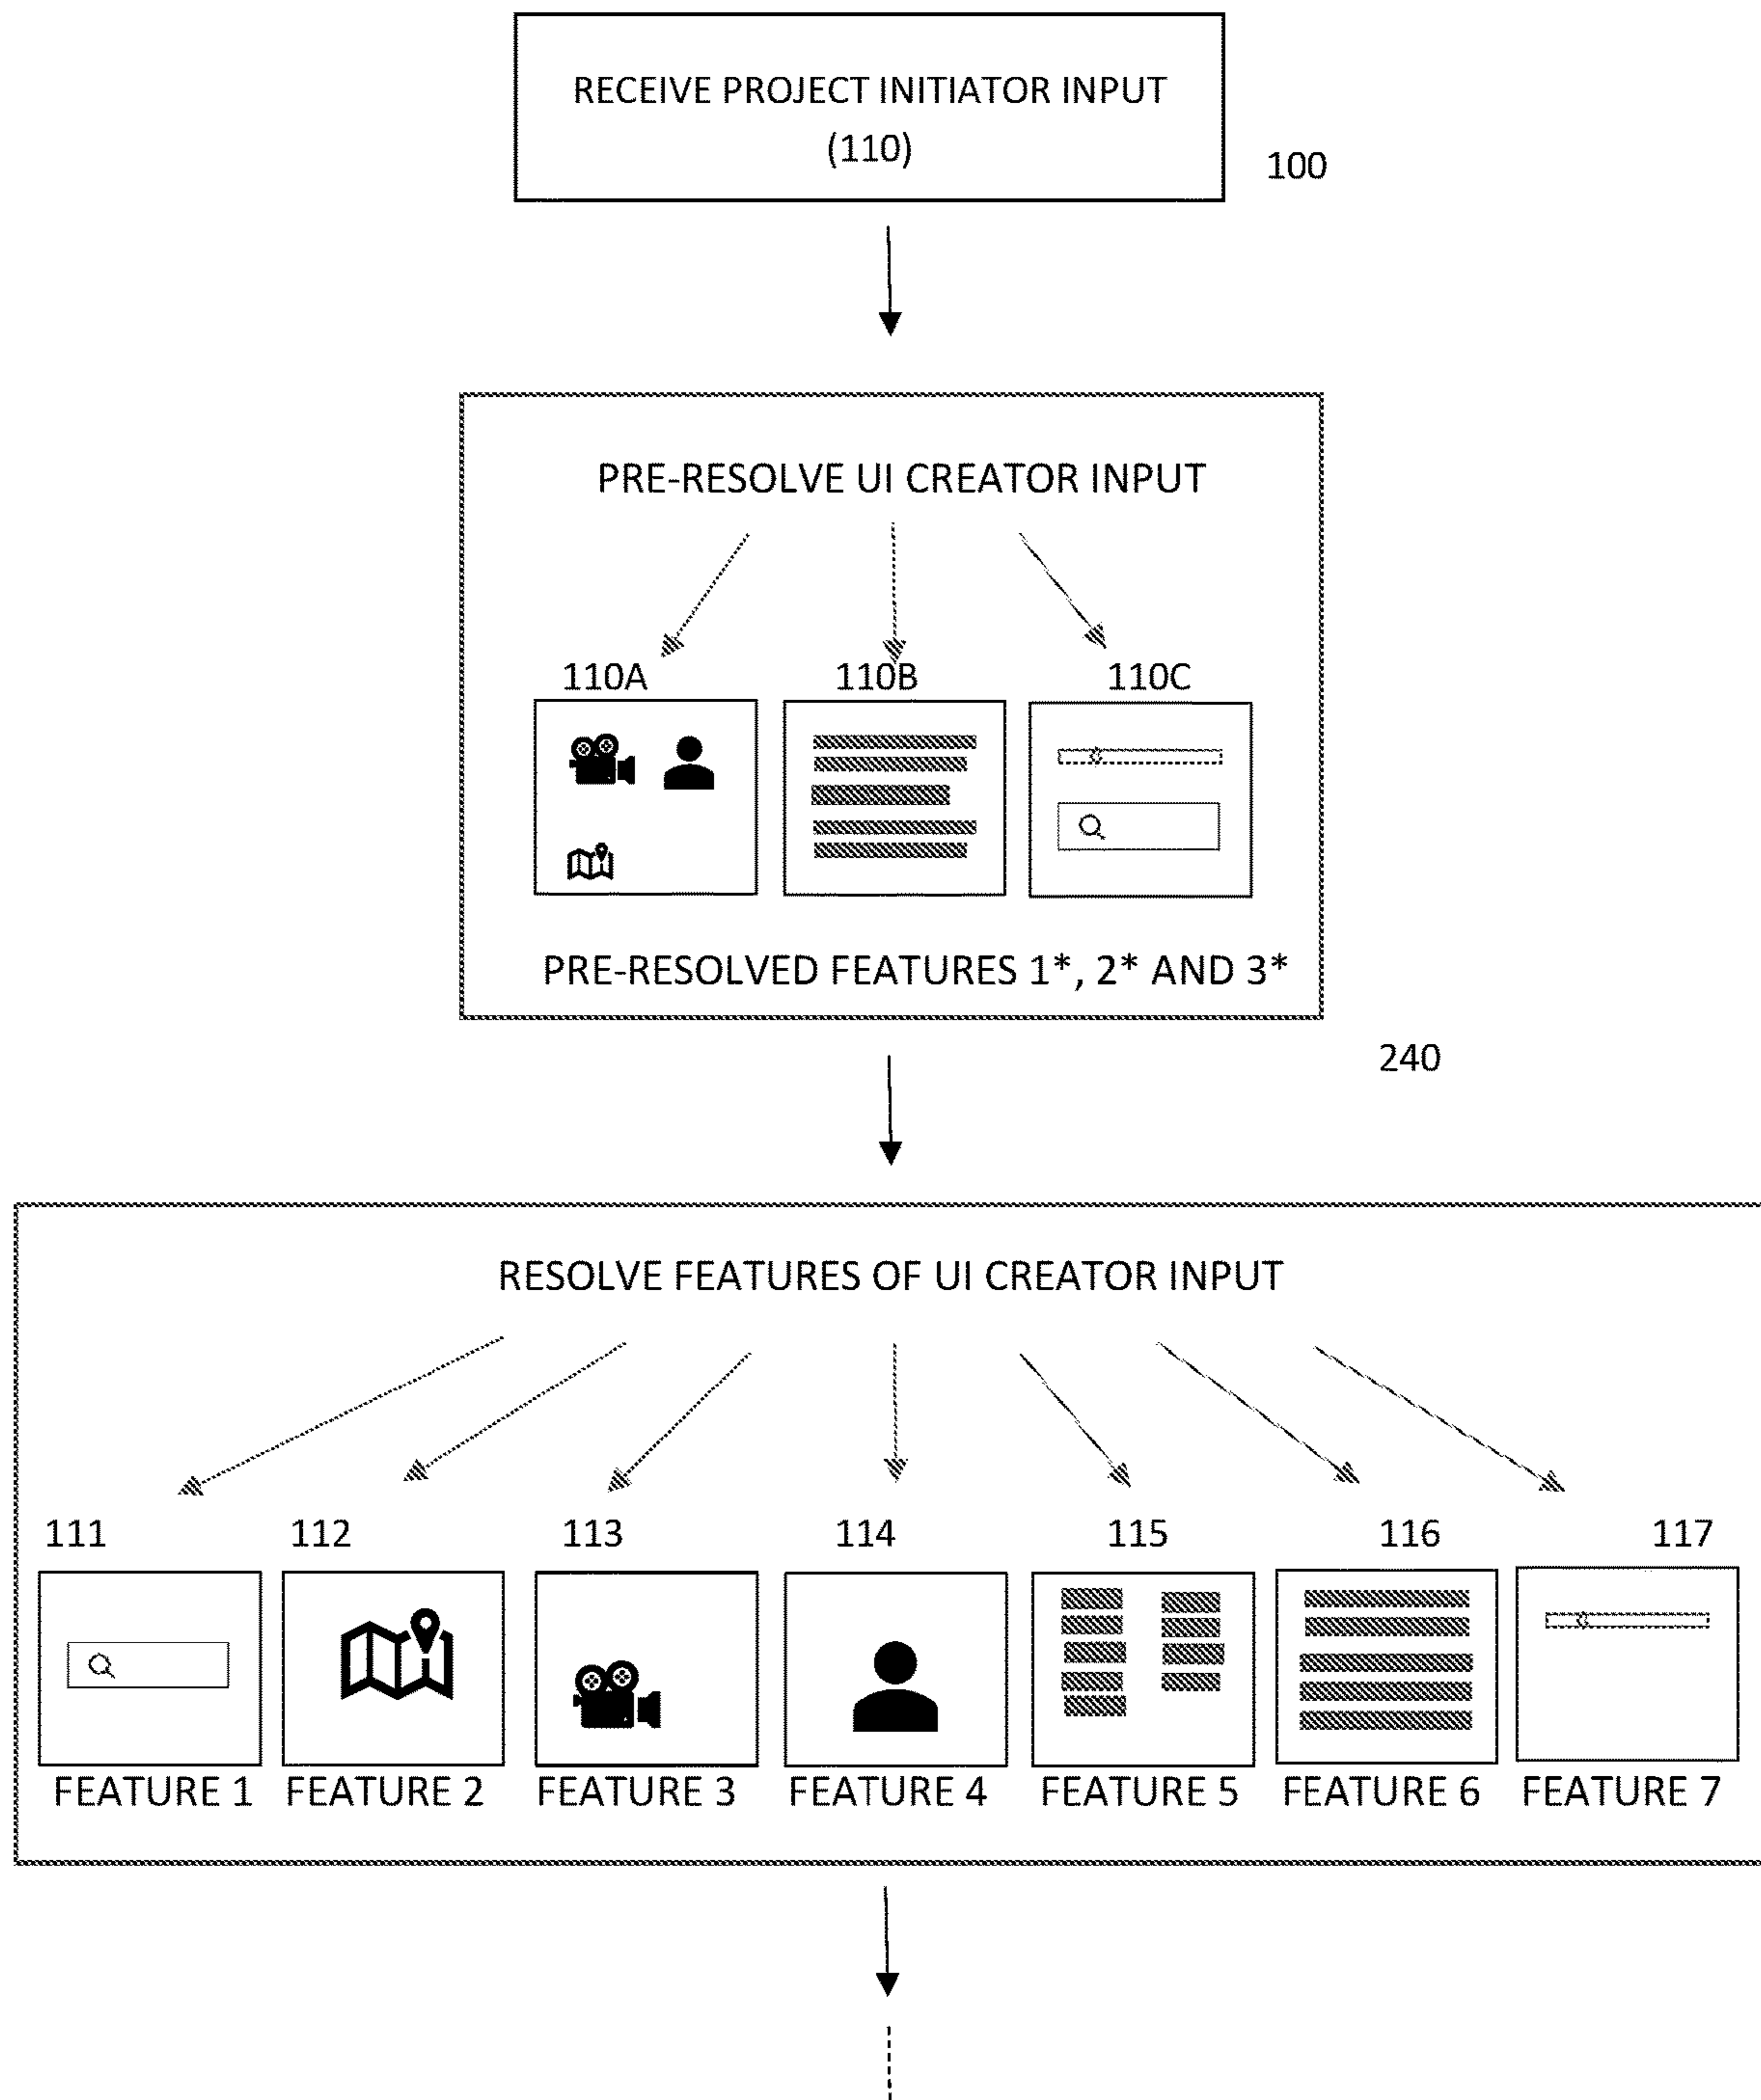 RECEIVE PROJECT INITIATOR INPUT
(110)
100
PRE-RESOLVE UI CREATOR INPUT
110A 110B 110C
PRE-RESOLVED FEATURES 1*, 2* AND 3*
240
RESOLVE FEATURES OF UI CREATOR INPUT
111 112 113 114 115 116 117
FEATURE 1 FEATURE 2 FEATURE 3 FEATURE 4 FEATURE 5 FEATURE 6 FEATURE 7